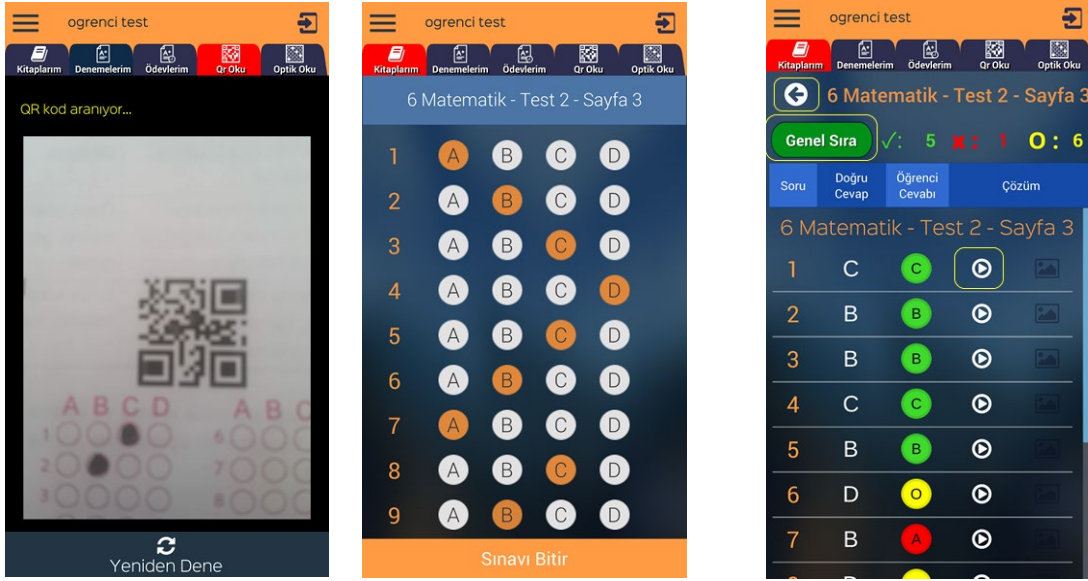 ogrenci test
Kitaplarım Denemelerim Ödevlerim Qr Oku Optik Oku
QR kod aranıyor...
A B C D A B C
1 6
2 7
3 8
Yeniden Dene
ogrenci test
Kitaplarım Denemelerim Ödevlerim Qr Oku Optik Oku
6 Matematik - Test 2 - Sayfa 3
1 A B C D
2 A B C D
3 A B C D
4 A B C D
5 A B C D
6 A B C D
7 A B C D
8 A B C D
9 A B C D
Sınavı Bitir
ogrenci test
Kitaplarım Denemelerim Ödevlerim Qr Oku Optik Oku
6 Matematik - Test 2 - Sayfa 3
Genel Sıra ✓: 5 ✖: 1 O: 6
Soru Doğru Cevap Öğrenci Cevabı Çözüm
6 Matematik - Test 2 - Sayfa 3
1 C C
2 B B
3 B B
4 C C
5 B B
6 D O
7 B A